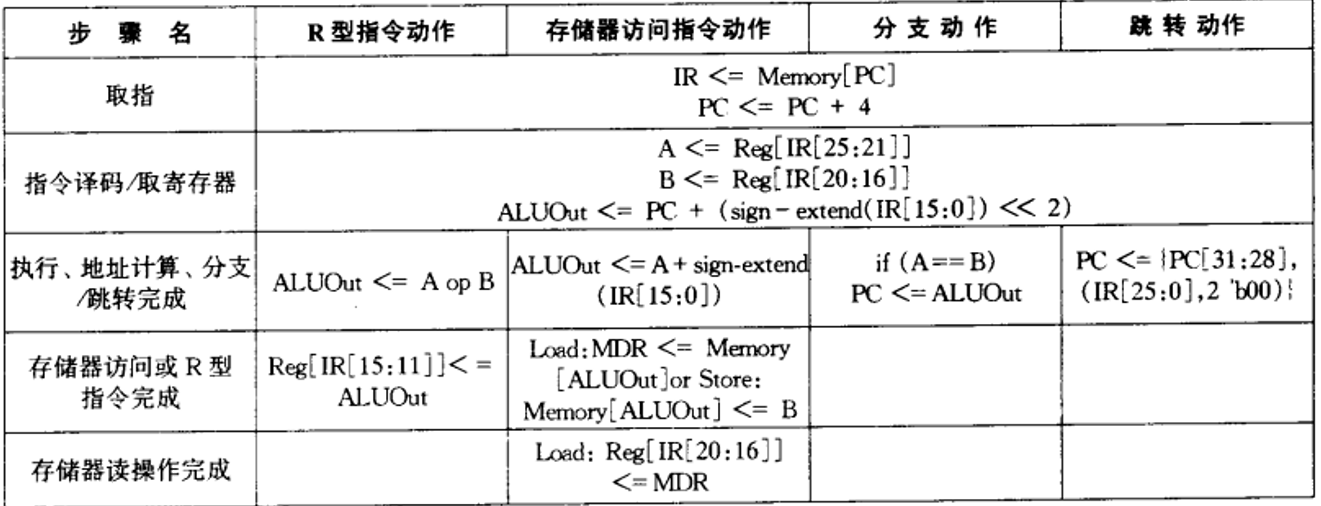 步 骤 名
R 型指令动作
存储器访问指令动作
分 支 动 作
跳 转 动作
取指
IR <= Memory[PC]
PC <= PC + 4
指令译码/取寄存器
A <= Reg[IR[25:21]]
B <= Reg[IR[20:16]]
ALUOut <= PC + (sign-extend(IR[15:0]) << 2)
执行、地址计算、分支
/跳转完成
ALUOut <= A op B
ALUOut <= A + sign-extend
(IR[15:0])
if (A==B)
PC <= ALUOut
PC <= {PC[31:28],
(IR[25:0],2 'b00)}
存储器访问或 R 型
指令完成
Reg[IR[15:11]]< =
ALUOut
Load:MDR <= Memory
[ALUOut]or Store:
Memory[ALUOut] <= B
存储器读操作完成
Load: Reg[IR[20:16]]
<= MDR